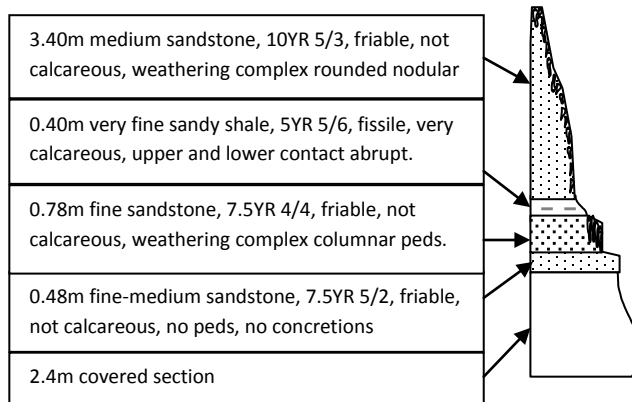 3.40m medium sandstone, 10YR 5/3, friable, not
calcareous, weathering complex rounded nodular
0.40m very fine sandy shale, 5YR 5/6, fissile, very
calcareous, upper and lower contact abrupt.
0.78m fine sandstone, 7.5YR 4/4, friable, not
calcareous, weathering complex columnar peds.
0.48m fine-medium sandstone, 7.5YR 5/2, friable,
not calcareous, no peds, no concretions
2.4m covered section